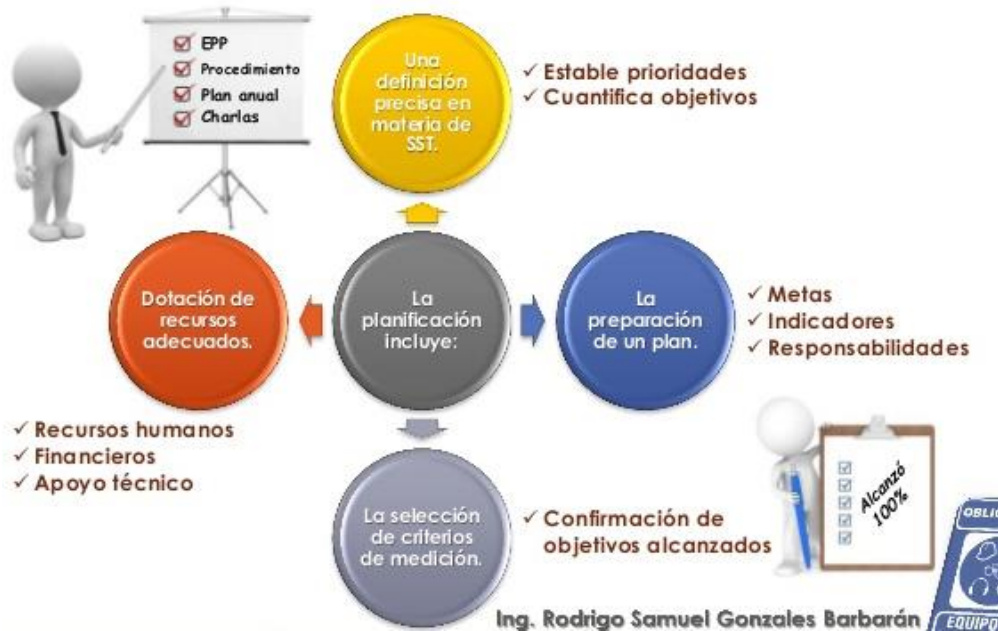 EPP
Procedimiento
Plan anual
Charlas
Una
definición
precisa en
materia de
SST.
✓ Estable prioridades
✓ Cuantifica objetivos
Dotación de
recursos
adecuados.
La
planificación
incluye:
La
preparación
de un plan.
✓ Metas
✓ Indicadores
✓ Responsabilidades
✓ Recursos humanos
✓ Financieros
✓ Apoyo técnico
La selección
de criterios
de medición.
✓ Confirmación de
objetivos alcanzados
Alcanzó
100%
Ing. Rodrigo Samuel Gonzales Barbarán